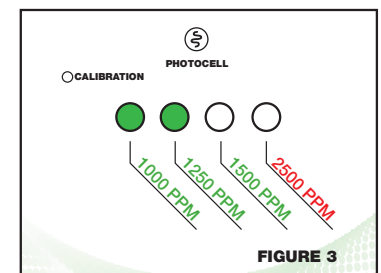 PHOTOCELL
CALIBRATION
1000 PPM
1250 PPM
1500 PPM
2500 PPM
FIGURE 3